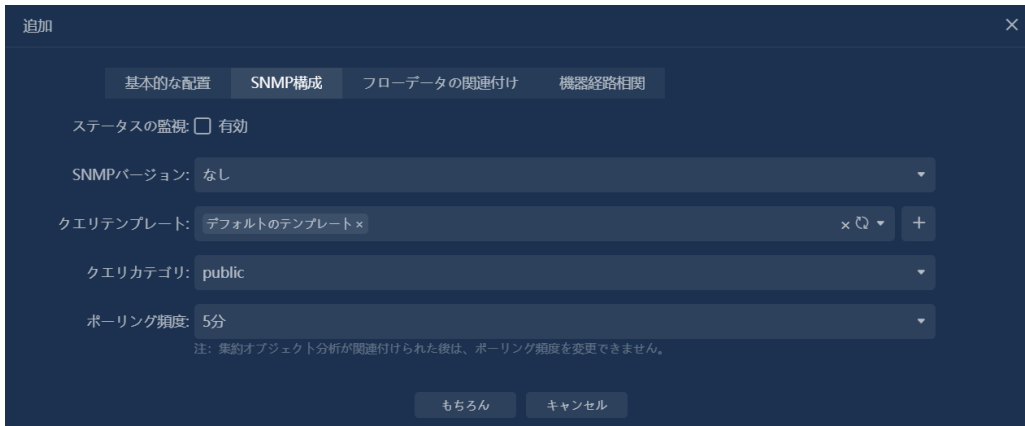 追加
基本的な配置 SNMP構成 フローデータの関連付け 機器経路相関
ステータスの監視: 有効
SNMPバージョン: なし
クエリテンプレート: デフォルトのテンプレート ×
クエリカテゴリ: public
ポーリング頻度: 5分
注: 集約オブジェクト分析が関連付けられた後は、ポーリング頻度を変更できません。
もちろん キャンセル